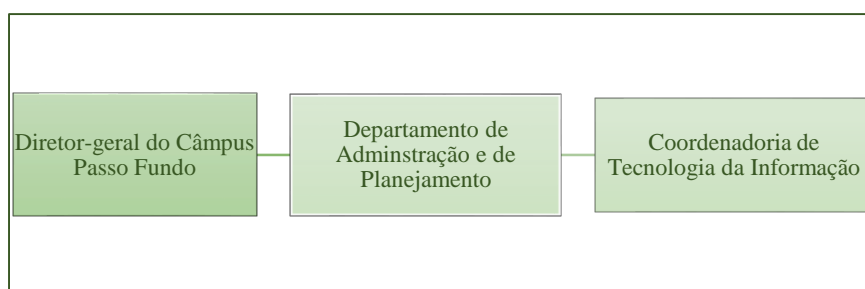 Diretor-geral do Câmpus
Passo Fundo
Departamento de
Adminstração e de
Planejamento
Coordenadoria de
Tecnologia da Informação